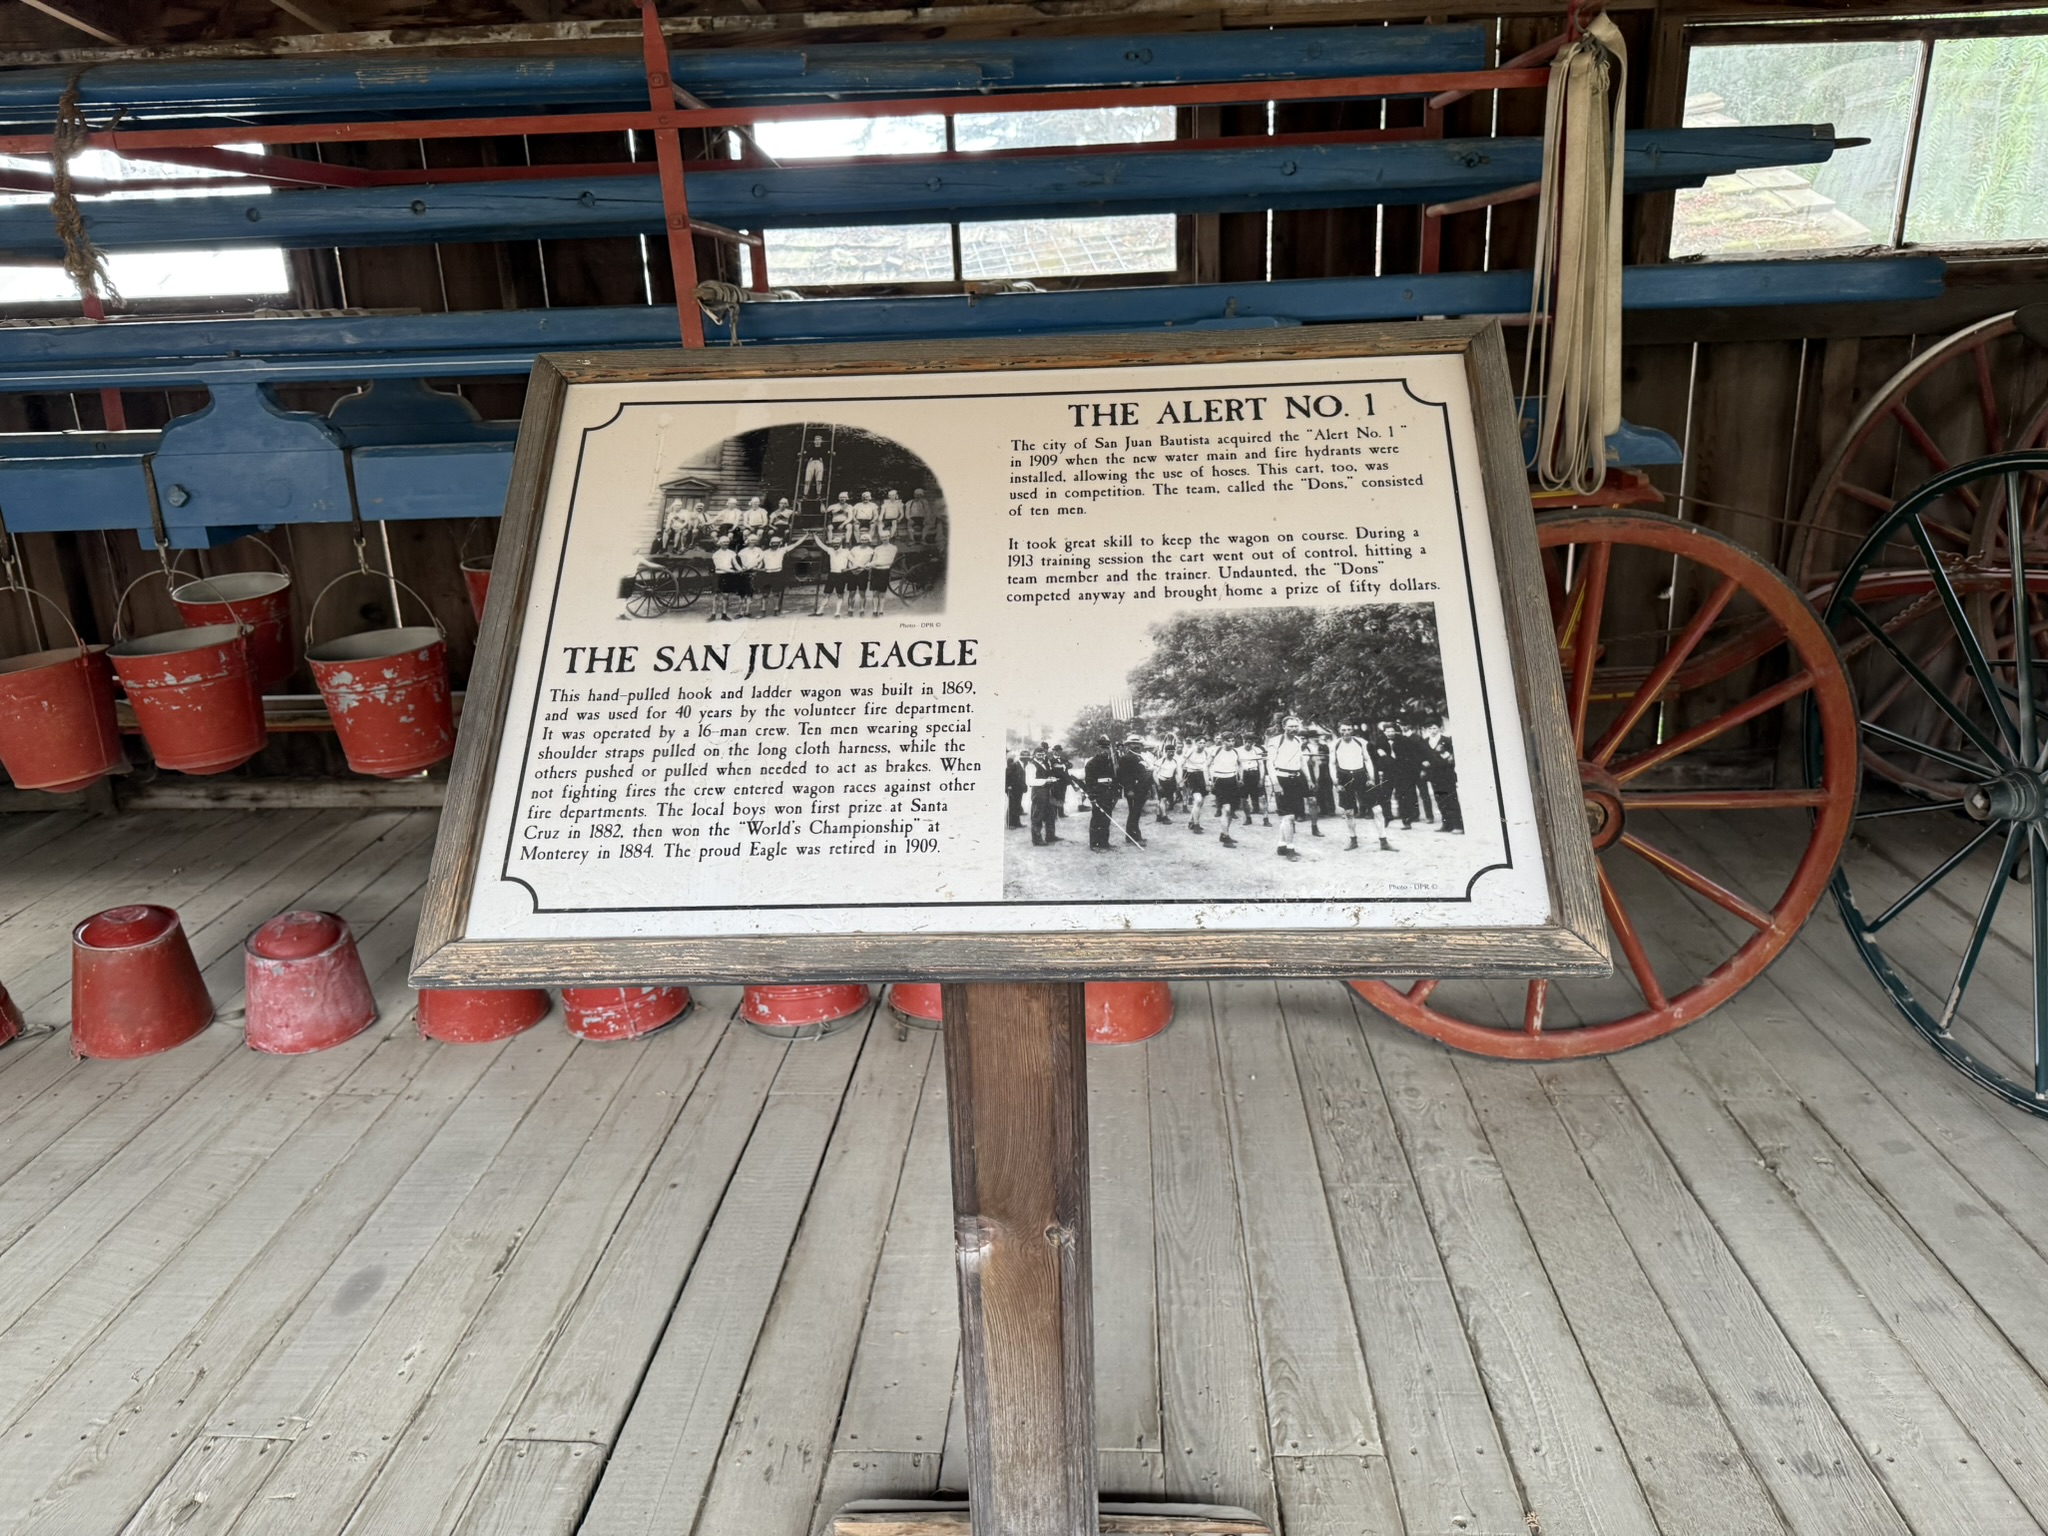 THE SAN JUAN EAGLE
This hand-pulled hook and ladder wagon was built in 1869,
and was used for 40 years by the volunteer fire department.
It was operated by a 16-man crew. Ten men wearing special
shoulder straps pulled on the long cloth harness, while the
others pushed or pulled when needed to act as brakes. When
not fighting fires the crew entered wagon races against other
fire departments. The local boys won first prize at Santa
Cruz in 1882, then won the "World's Championship" at
Monterey in 1884. The proud Eagle was retired in 1909.
Photo - DPR ©
THE ALERT NO. 1
The city of San Juan Bautista acquired the "Alert No. 1 "
in 1909 when the new water main and fire hydrants were
installed, allowing the use of hoses. This cart, too, was
used in competition. The team, called the "Dons," consisted
of ten men.
It took great skill to keep the wagon on course. During a
1913 training session the cart went out of control, hitting a
team member and the trainer. Undaunted, the "Dons"
competed anyway and brought home a prize of fifty dollars.
Photo - DPR ©